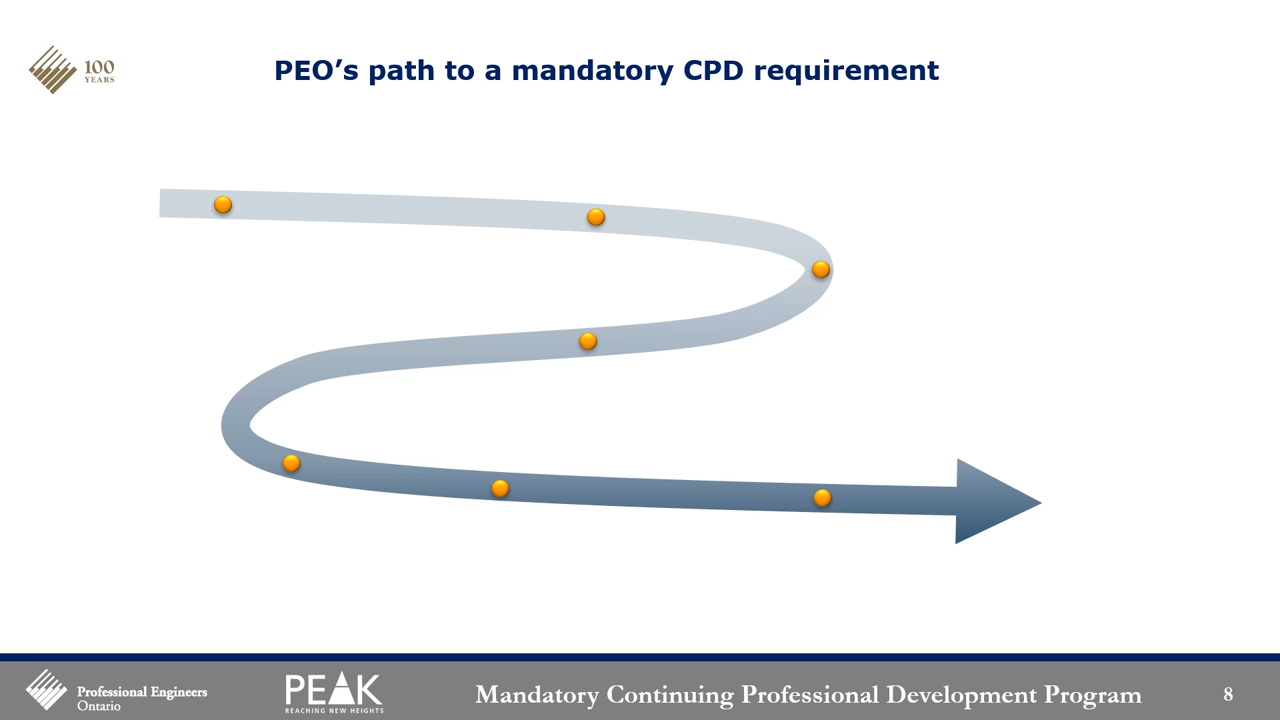 100
YEARS
PEO’s path to a mandatory CPD requirement
Professional Engineers
Ontario
PEAK
REACHING NEW HEIGHTS
Mandatory Continuing Professional Development Program
8